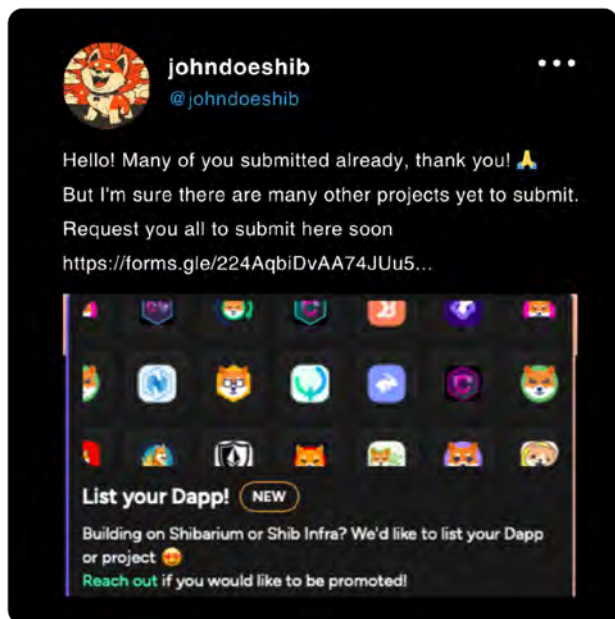 johndoeshib
@johndoeshib
Hello! Many of you submitted already, thank you! 🙏
But I'm sure there are many other projects yet to submit.
Request you all to submit here soon
https://forms.gle/224AqbiDvAA74JUu5...
List your Dapp! NEW
Building on Shibarium or Shib Infra? We'd like to list your Dapp
or project 😍
Reach out if you would like to be promoted!